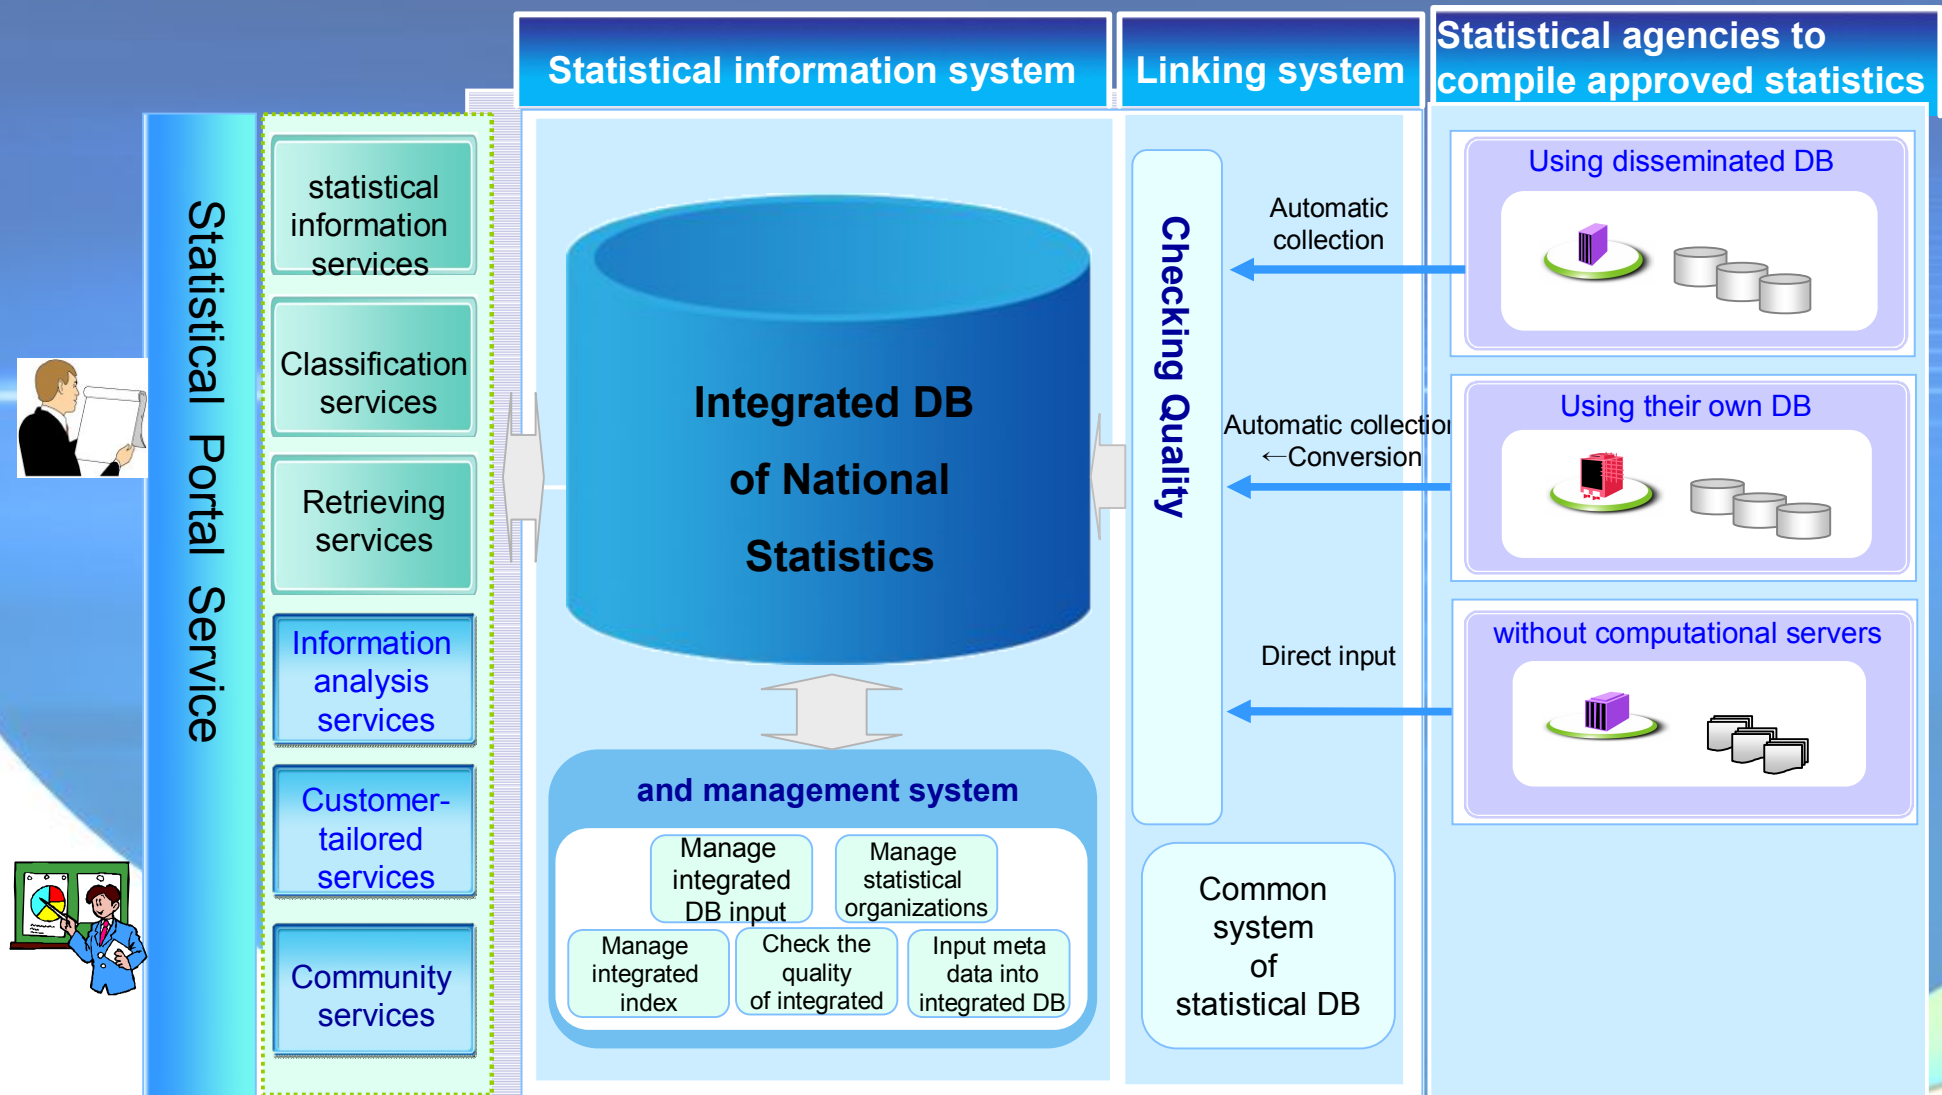 Statistical information system
Linking system
Statistical agencies to
compile approved statistics
Statistical Portal Service
statistical
information
services
Classification
services
Retrieving
services
Information
analysis
services
Customer-
tailored
services
Community
services
Integrated DB
of National
Statistics
and management system
Manage
integrated
DB input
Manage
statistical
organizations
Manage
integrated
index
Check the
quality
of integrated
Input meta
data into
integrated DB
Checking Quality
Automatic
collection
Automatic collection
←Conversion
Direct input
Common
system
of
statistical DB
Using disseminated DB
Using their own DB
without computational servers